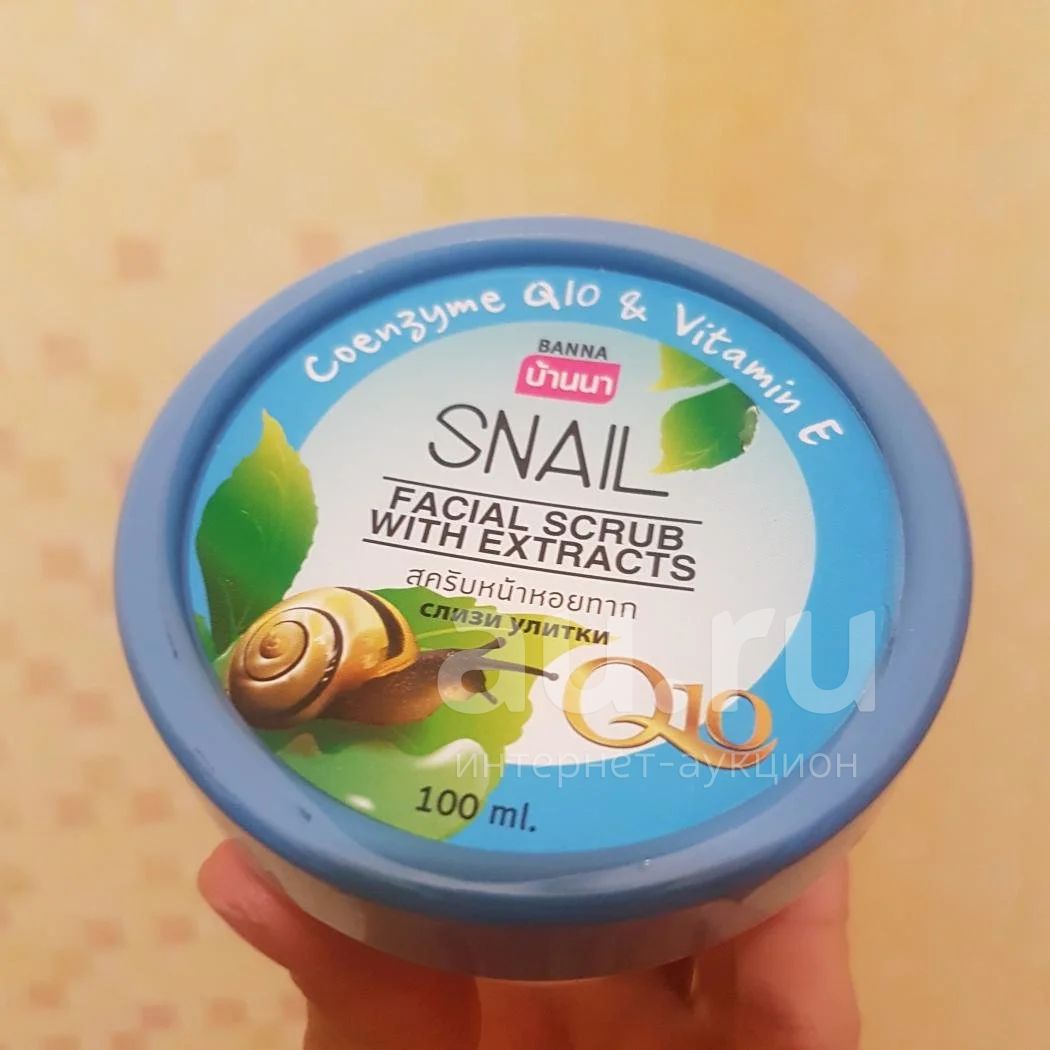 Coenzyme Q10 & Vitamin E
BANNA
บ้านนา
SNAIL
FACIAL SCRUB
WITH EXTRACTS
สครับหน้าหอยทาก
слизи улитки
Q10
100 ml.
au.ru
интернет-аукцион